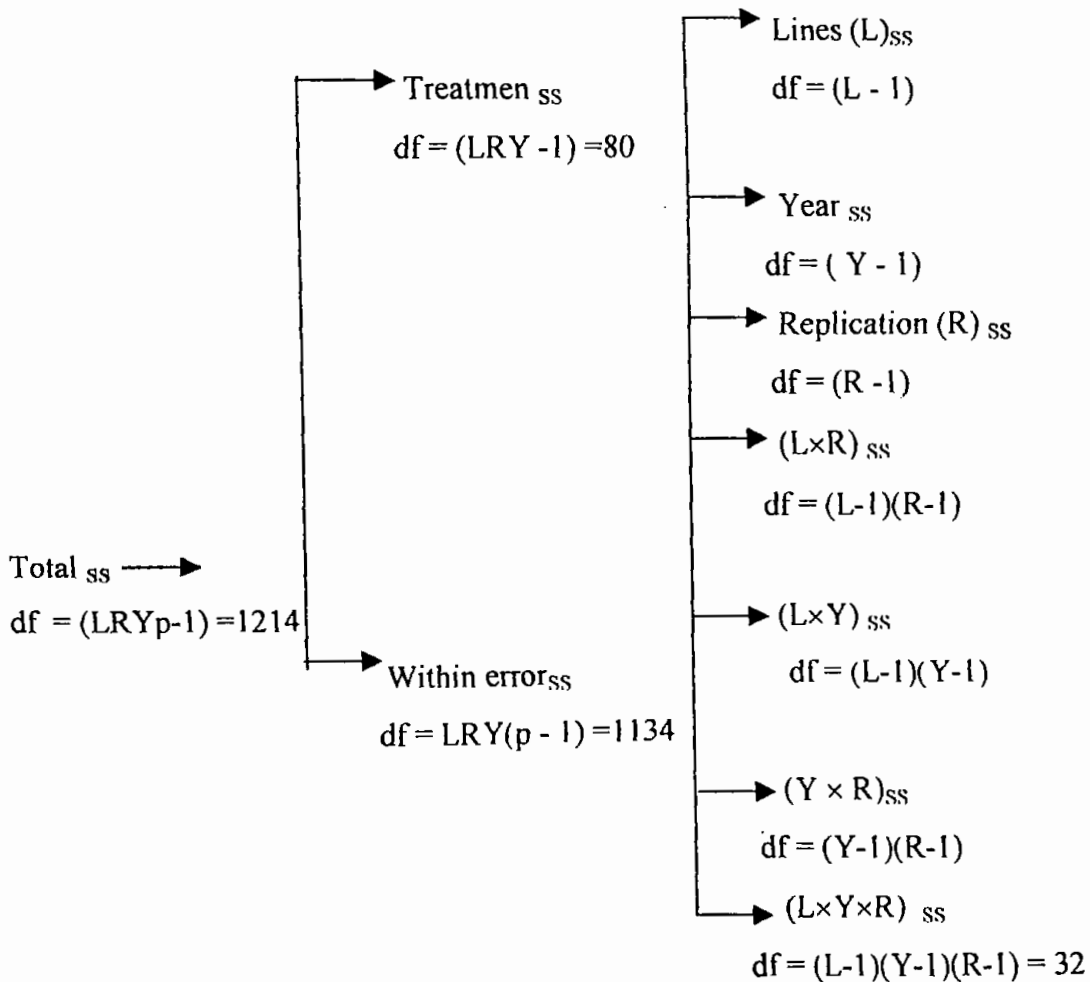 Lines (L)ss
df = (L - 1)
Treatmen ss
df = (LRY -1) =80
Year ss
df = ( Y - 1)
Replication (R) ss
df = (R -1)
(L×R) ss
df = (L-1)(R-1)
Total ss
df = (LRYp-1) =1214
(L×Y) ss
df = (L-1)(Y-1)
Within errorss
df = LRY(p - 1) =1134
(Y × R)ss
df = (Y-1)(R-1)
(L×Y×R) ss
df = (L-1)(Y-1)(R-1) = 32